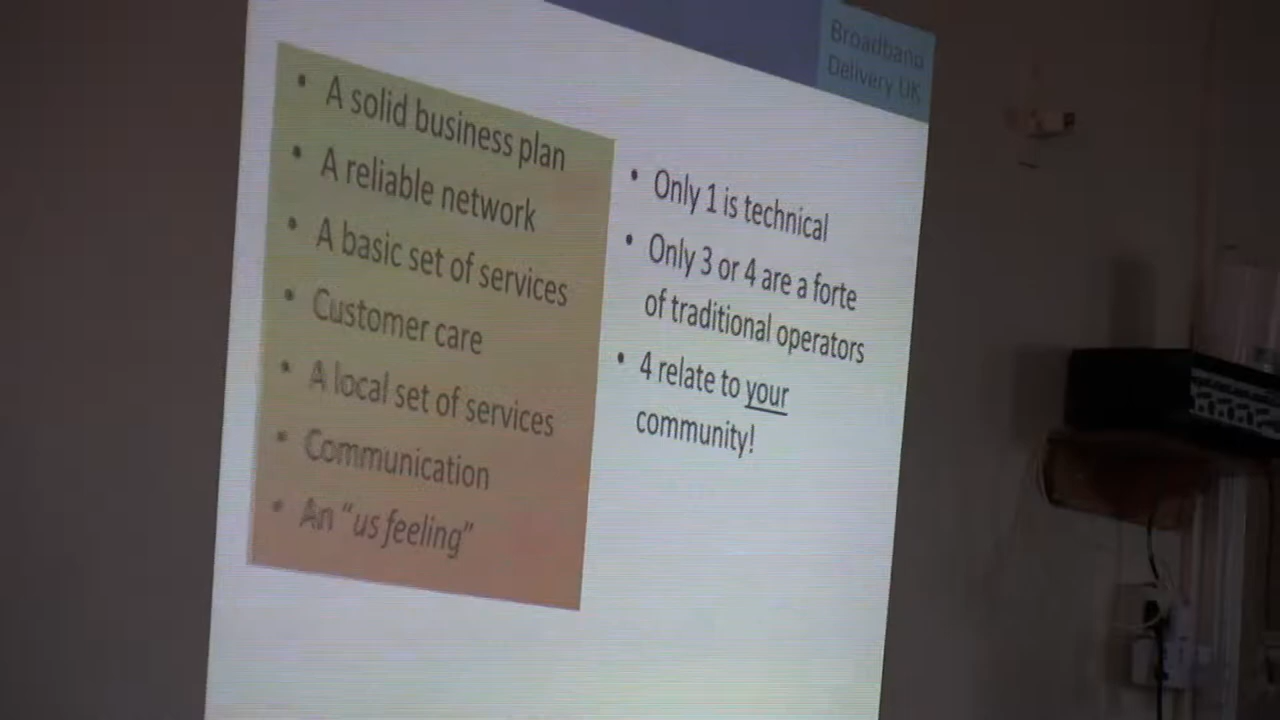 Broadband
Delivery UK
• A solid business plan
• A reliable network
• A basic set of services
• Customer care
• A local set of services
• Communication
• An “us feeling”
• Only 1 is technical
• Only 3 or 4 are a forte
of traditional operators
• 4 relate to your
community!